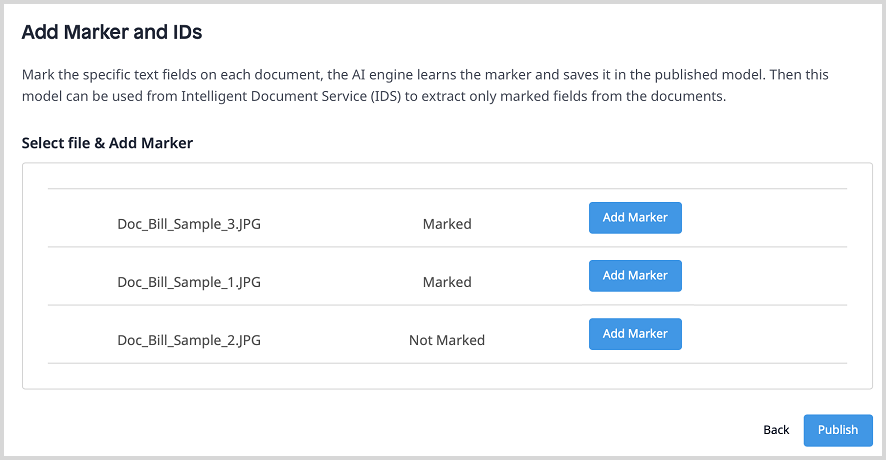 Add Marker and IDs
Mark the specific text fields on each document, the AI engine learns the marker and saves it in the published model. Then this
model can be used from Intelligent Document Service (IDS) to extract only marked fields from the documents.
Select file & Add Marker
Doc_Bill_Sample_3.JPG Marked Add Marker
Doc_Bill_Sample_1.JPG Marked Add Marker
Doc_Bill_Sample_2.JPG Not Marked Add Marker
Back Publish